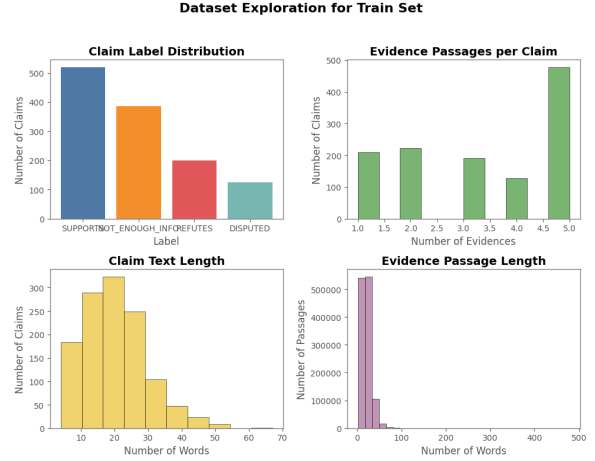 Dataset Exploration for Train Set
Claim Label Distribution
Number of Claims
500
400
300
200
100
0
SUPPORTS NOT_ENOUGH_INFO REFUTES DISPUTED
Label
Evidence Passages per Claim
Number of Claims
500
400
300
200
100
0
1.0 1.5 2.0 2.5 3.0 3.5 4.0 4.5 5.0
Number of Evidences
Claim Text Length
Number of Claims
300
250
200
150
100
50
0
10 20 30 40 50 60 70
Number of Words
Evidence Passage Length
Number of Passages
500000
400000
300000
200000
100000
0
0 100 200 300 400 500
Number of Words